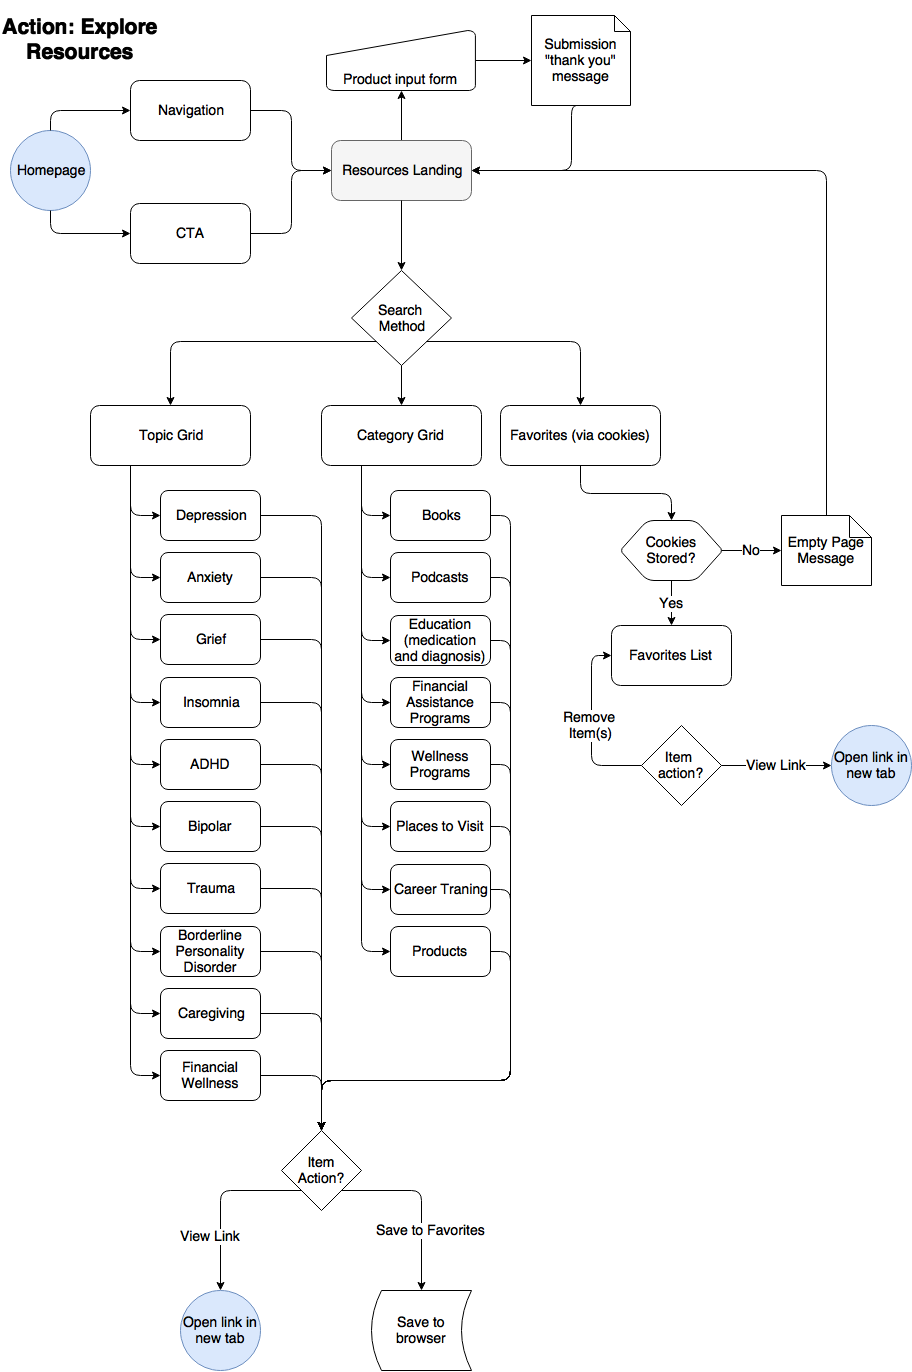 Action: Explore
Resources
Product input form
Submission
"thank you"
message
Navigation
Homepage
Resources Landing
CTA
Search
Method
Topic Grid
Category Grid
Favorites (via cookies)
Depression
Anxiety
Grief
Insomnia
ADHD
Bipolar
Trauma
Borderline
Personality
Disorder
Caregiving
Financial
Wellness
Books
Podcasts
Education
(medication
and diagnosis)
Financial
Assistance
Programs
Wellness
Programs
Places to Visit
Career Traning
Products
Cookies
Stored?
No
Empty Page
Message
Yes
Favorites List
Remove
Item(s)
Item
action?
View Link
Open link in
new tab
Item
Action?
View Link
Save to Favorites
Open link in
new tab
Save to
browser